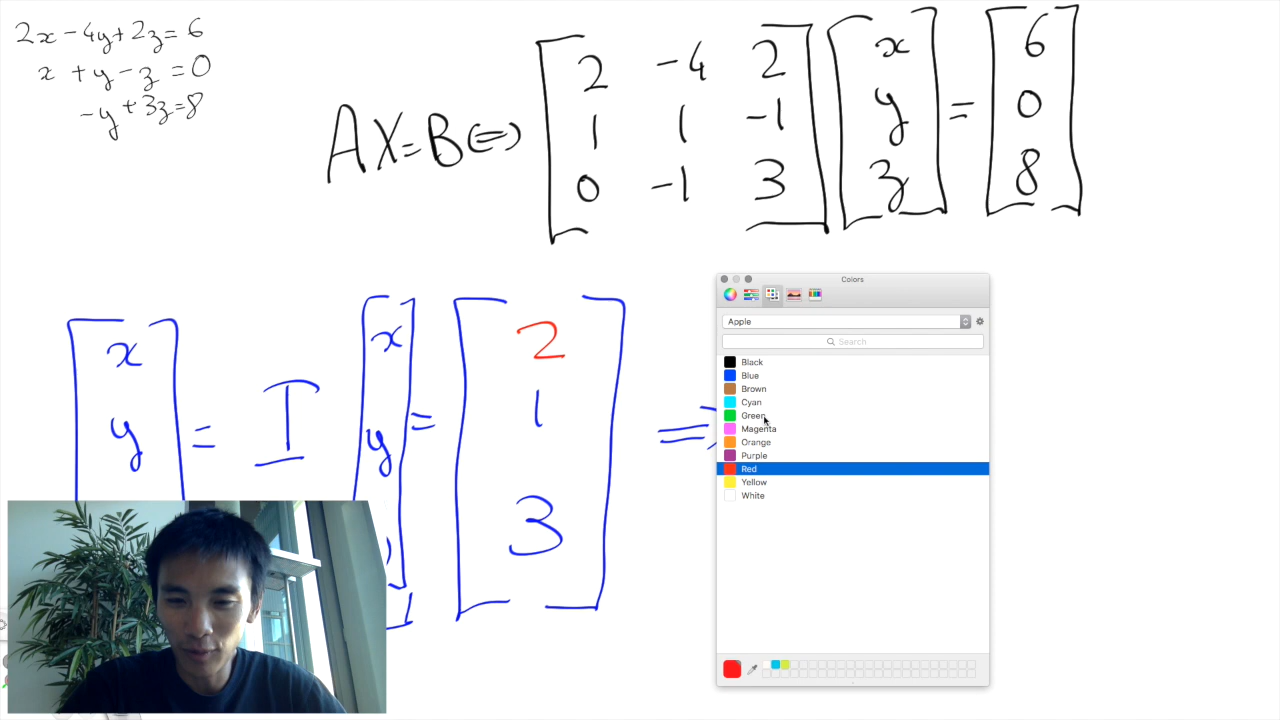 2x - 4y + 2z = 6
x + y - z = 0
-y + 3z = 8
AX = B ⇔ [2 -4 2] [x] = [6]
[1 1 -1] [y] [0]
[0 -1 3] [z] [8]
[x] = I [x] = [2] ⇒
[y] [y] [1]
[3]
Colors
Apple
Search
Black
Blue
Brown
Cyan
Green
Magenta
Orange
Purple
Red
Yellow
White